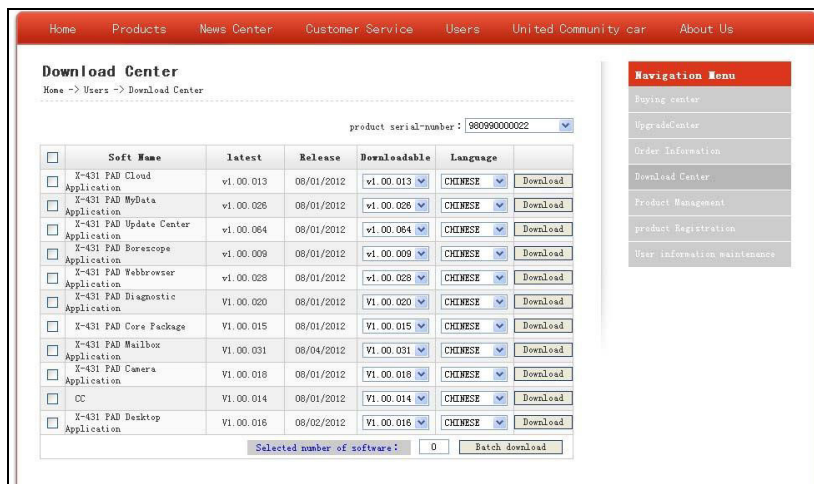 Home Products News Center Customer Service Users United Community car About Us
Download Center
Home -> Users -> Download Center
product serial-number: 980990000022
Soft Name latest Release Downloadable Language
X-431 PAD Cloud Application v1.00.013 08/01/2012 v1.00.013 CHINESE Download
X-431 PAD MyData Application v1.00.026 08/01/2012 v1.00.026 CHINESE Download
X-431 PAD Update Center Application v1.00.064 08/01/2012 v1.00.064 CHINESE Download
X-431 PAD Borescope Application v1.00.009 08/01/2012 v1.00.009 CHINESE Download
X-431 PAD Webbrowser Application v1.00.028 08/01/2012 v1.00.028 CHINESE Download
X-431 PAD Diagnostic Application V1.00.020 08/01/2012 V1.00.020 CHINESE Download
X-431 PAD Core Package V1.00.015 08/01/2012 V1.00.015 CHINESE Download
X-431 PAD Mailbox Application V1.00.031 08/04/2012 V1.00.031 CHINESE Download
X-431 PAD Camera Application V1.00.018 08/01/2012 V1.00.018 CHINESE Download
CC V1.00.014 08/01/2012 V1.00.014 CHINESE Download
X-431 PAD Desktop Application V1.00.016 08/02/2012 V1.00.016 CHINESE Download
Selected number of software: 0 Batch download
Navigation Menu
Buying center
UpgradeCenter
Order Information
Download Center
Product Management
product Registration
User information maintenance